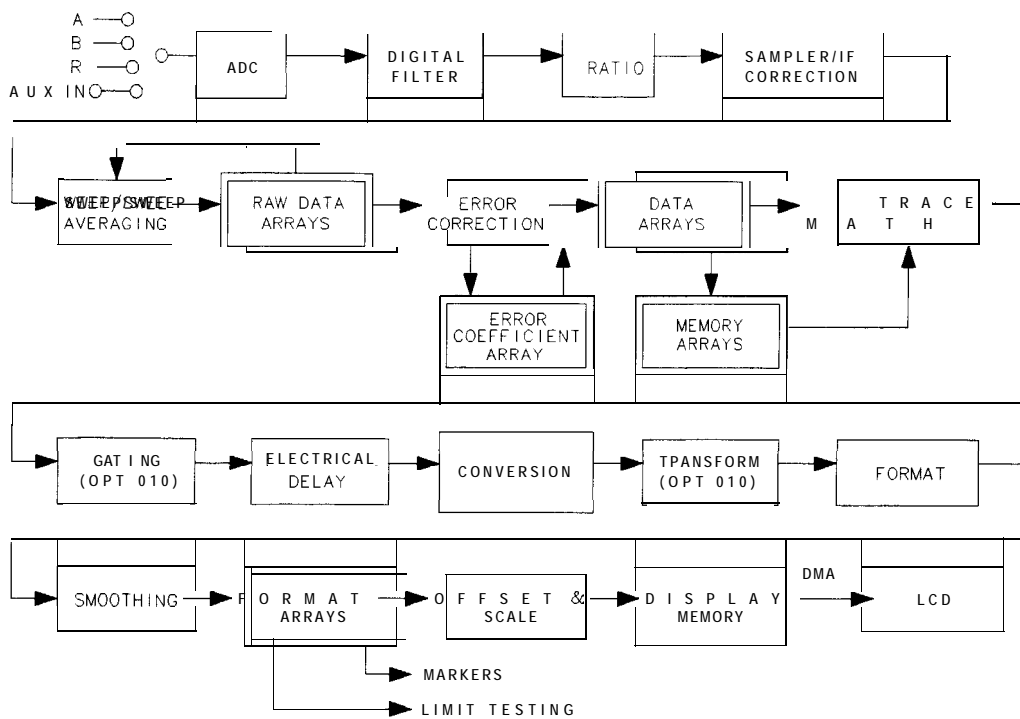 A
B
R
AUX IN
ADC
DIGITAL
FILTER
RATIO
SAMPLER/IF
CORRECTION
AVERAGING
RAW DATA
ARRAYS
ERROR
CORRECTION
DATA
ARRAYS
TRACE
MATH
ERROR
COEFFICIENT
ARRAY
MEMORY
ARRAYS
GATING
(OPT 010)
ELECTRICAL
DELAY
CONVERSION
TPANSFORM
(OPT 010)
FORMAT
SMOOTHING
FORMAT
ARRAYS
OFFSET &
SCALE
DISPLAY
MEMORY
DMA
LCD
MARKERS
LIMIT TESTING